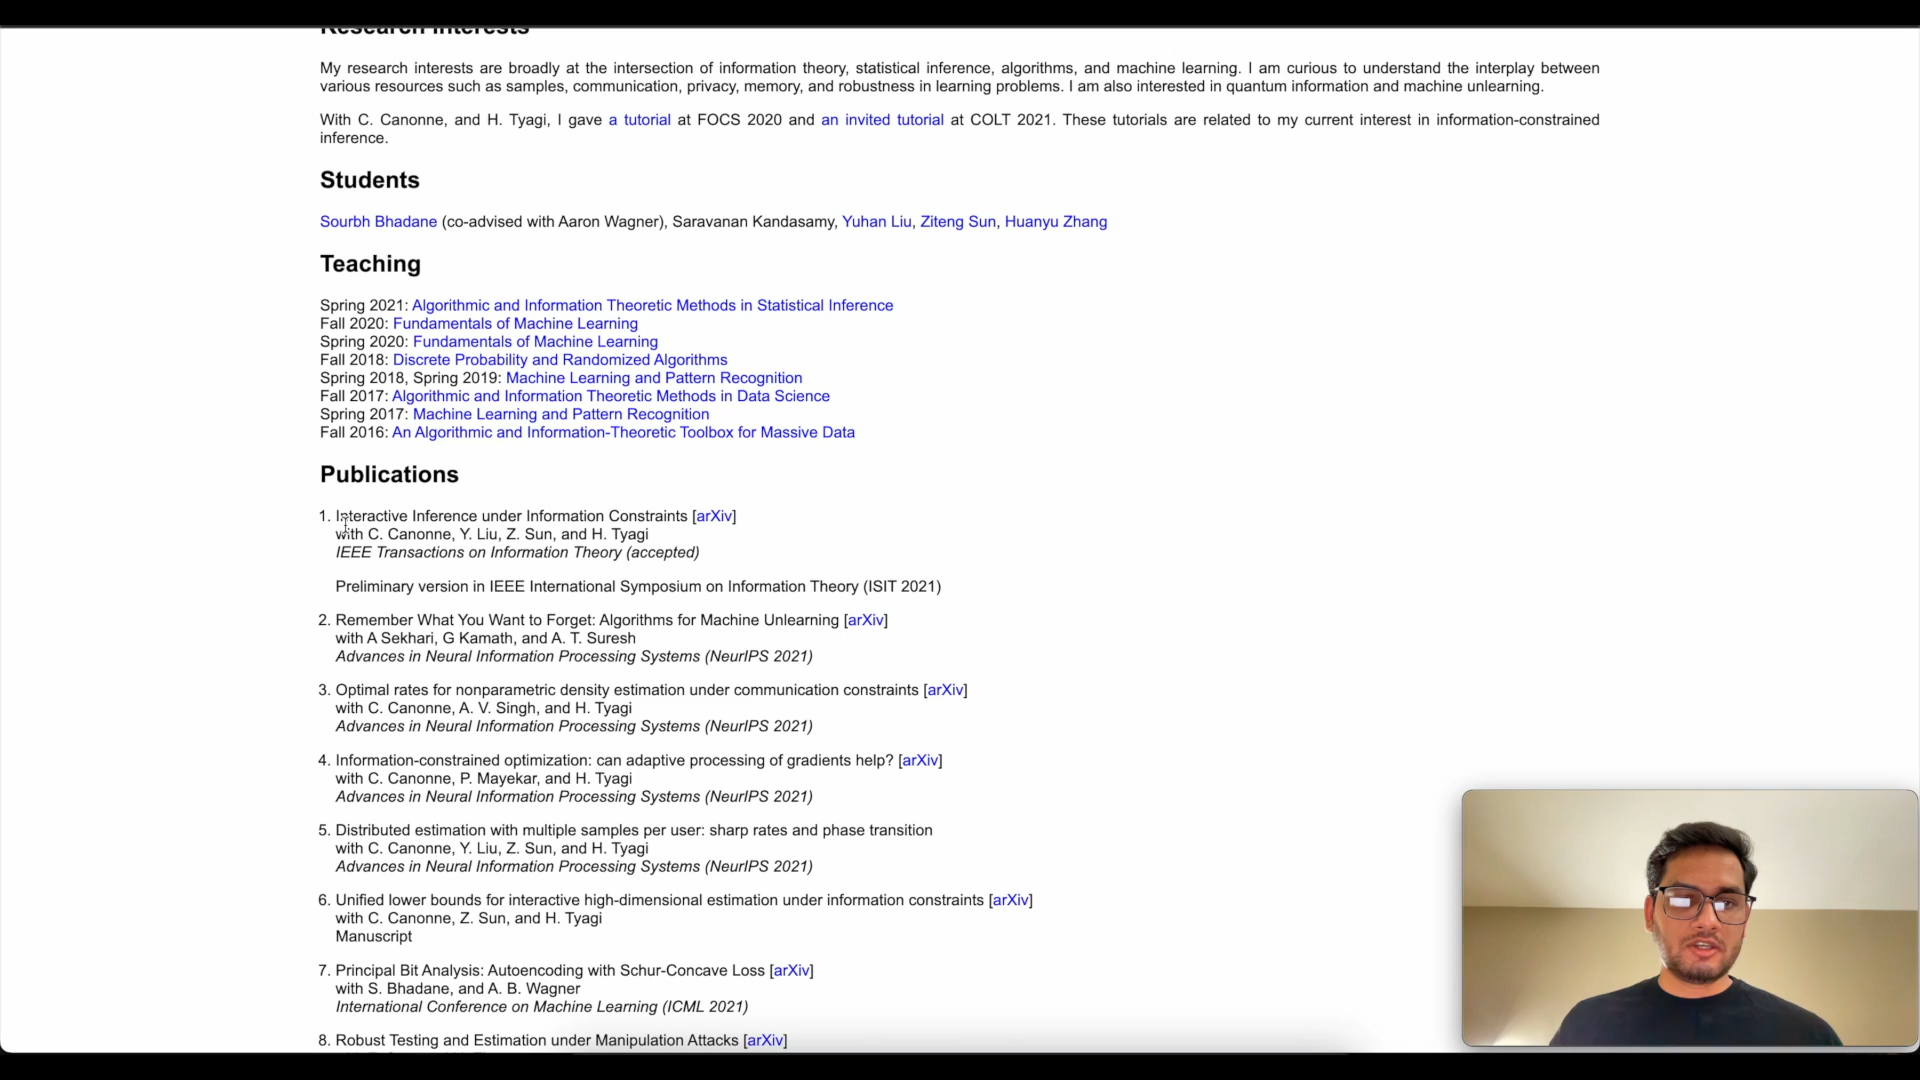 Research Interests
My research interests are broadly at the intersection of information theory, statistical inference, algorithms, and machine learning. I am curious to understand the interplay between
various resources such as samples, communication, privacy, memory, and robustness in learning problems. I am also interested in quantum information and machine unlearning.
With C. Canonne, and H. Tyagi, I gave a tutorial at FOCS 2020 and an invited tutorial at COLT 2021. These tutorials are related to my current interest in information-constrained
inference.
Students
Sourbh Bhadane (co-advised with Aaron Wagner), Saravanan Kandasamy, Yuhan Liu, Ziteng Sun, Huanyu Zhang
Teaching
Spring 2021: Algorithmic and Information Theoretic Methods in Statistical Inference
Fall 2020: Fundamentals of Machine Learning
Spring 2020: Fundamentals of Machine Learning
Fall 2018: Discrete Probability and Randomized Algorithms
Spring 2018, Spring 2019: Machine Learning and Pattern Recognition
Fall 2017: Algorithmic and Information Theoretic Methods in Data Science
Spring 2017: Machine Learning and Pattern Recognition
Fall 2016: An Algorithmic and Information-Theoretic Toolbox for Massive Data
Publications
1. Interactive Inference under Information Constraints [arXiv]
with C. Canonne, Y. Liu, Z. Sun, and H. Tyagi
IEEE Transactions on Information Theory (accepted)
Preliminary version in IEEE International Symposium on Information Theory (ISIT 2021)
2. Remember What You Want to Forget: Algorithms for Machine Unlearning [arXiv]
with A Sekhari, G Kamath, and A. T. Suresh
Advances in Neural Information Processing Systems (NeurIPS 2021)
3. Optimal rates for nonparametric density estimation under communication constraints [arXiv]
with C. Canonne, A. V. Singh, and H. Tyagi
Advances in Neural Information Processing Systems (NeurIPS 2021)
4. Information-constrained optimization: can adaptive processing of gradients help? [arXiv]
with C. Canonne, P. Mayekar, and H. Tyagi
Advances in Neural Information Processing Systems (NeurIPS 2021)
5. Distributed estimation with multiple samples per user: sharp rates and phase transition
with C. Canonne, Y. Liu, Z. Sun, and H. Tyagi
Advances in Neural Information Processing Systems (NeurIPS 2021)
6. Unified lower bounds for interactive high-dimensional estimation under information constraints [arXiv]
with C. Canonne, Z. Sun, and H. Tyagi
Manuscript
7. Principal Bit Analysis: Autoencoding with Schur-Concave Loss [arXiv]
with S. Bhadane, and A. B. Wagner
International Conference on Machine Learning (ICML 2021)
8. Robust Testing and Estimation under Manipulation Attacks [arXiv]